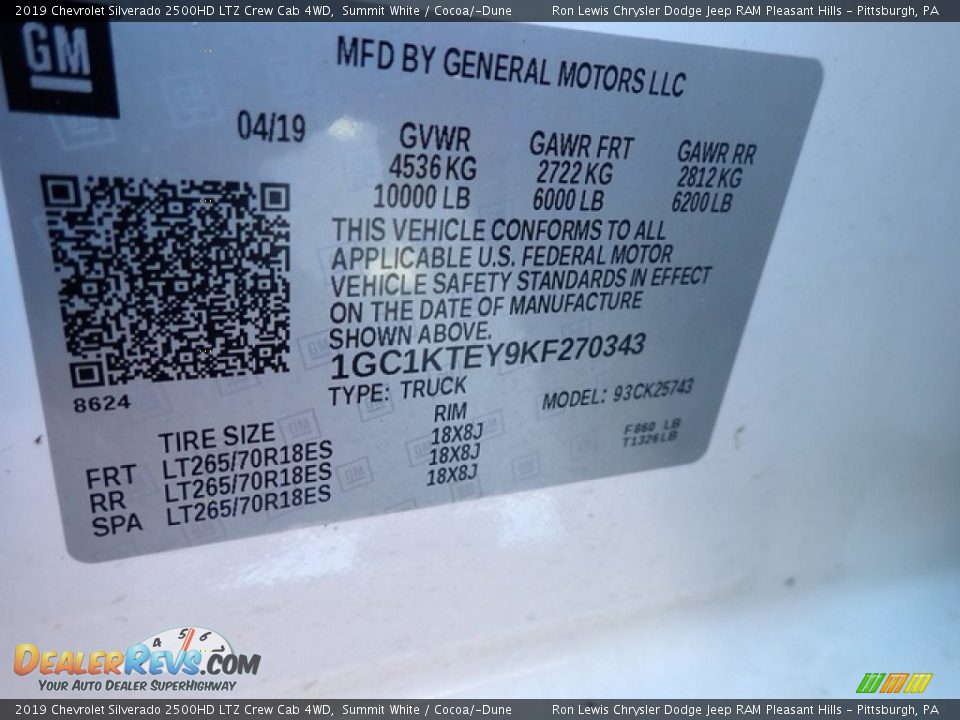 2019 Chevrolet Silverado 2500HD LTZ Crew Cab 4WD, Summit White / Cocoa/-Dune Ron Lewis Chrysler Dodge Jeep RAM Pleasant Hills - Pittsburgh, PA
GM
MFD BY GENERAL MOTORS LLC
04/19 GVWR GAWR FRT GAWR RR
4536 KG 2722 KG 2812 KG
10000 LB 6000 LB 6200 LB
THIS VEHICLE CONFORMS TO ALL
APPLICABLE U.S. FEDERAL MOTOR
VEHICLE SAFETY STANDARDS IN EFFECT
ON THE DATE OF MANUFACTURE
SHOWN ABOVE.
1GC1KTEY9KF270343
8624
TYPE: TRUCK MODEL: 93CK25743
TIRE SIZE RIM
FRT LT265/70R18ES 18X8J
RR LT265/70R18ES 18X8J
SPA LT265/70R18ES 18X8J
F860 LB
T1326LB
4 5 6
DealerRevs.com
Your Auto Dealer SuperHighway
2019 Chevrolet Silverado 2500HD LTZ Crew Cab 4WD, Summit White / Cocoa/-Dune Ron Lewis Chrysler Dodge Jeep RAM Pleasant Hills - Pittsburgh, PA